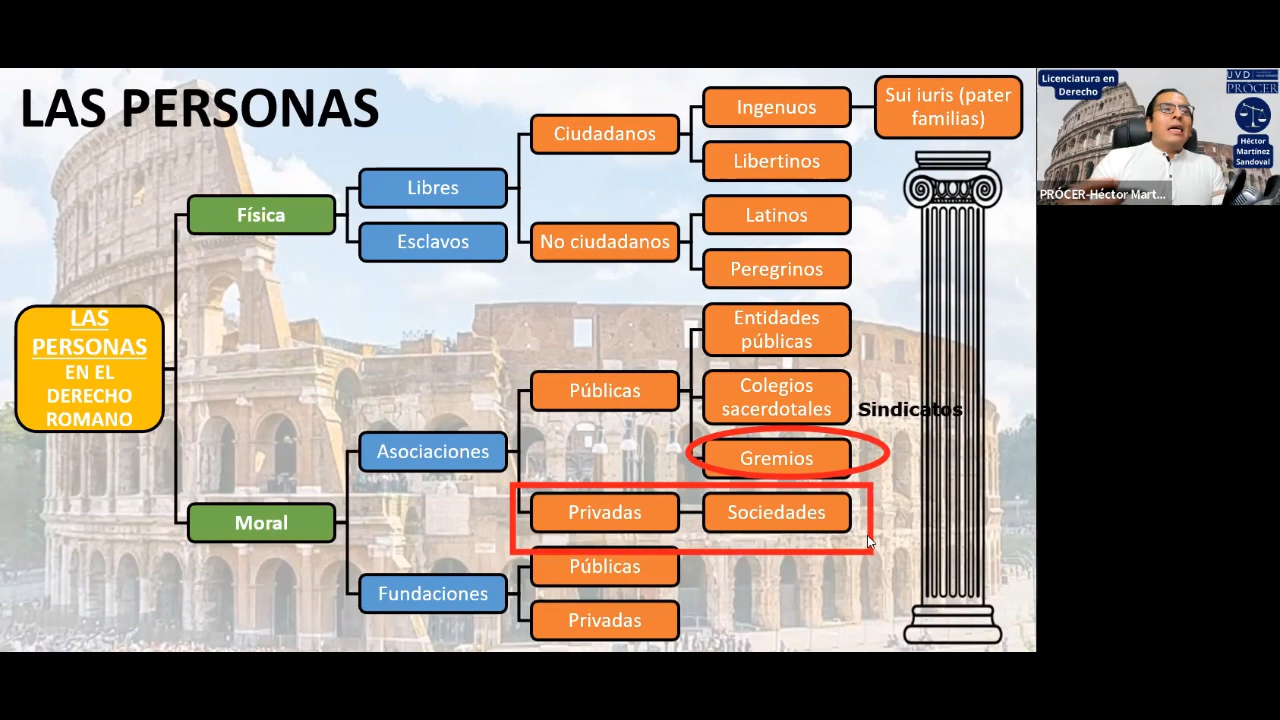 LAS PERSONAS
LAS
PERSONAS
EN EL
DERECHO
ROMANO
Física
Moral
Libres
Esclavos
Asociaciones
Fundaciones
Ciudadanos
No ciudadanos
Públicas
Privadas
Públicas
Privadas
Ingenuos
Libertinos
Latinos
Peregrinos
Entidades
públicas
Colegios
sacerdotales
Gremios
Sociedades
Sui iuris (pater
familias)
Sindicatos
Licenciatura en
Derecho
UVD
PRÓCER
Héctor
Martínez
Sandoval
PRÓCER-Héctor Mart...